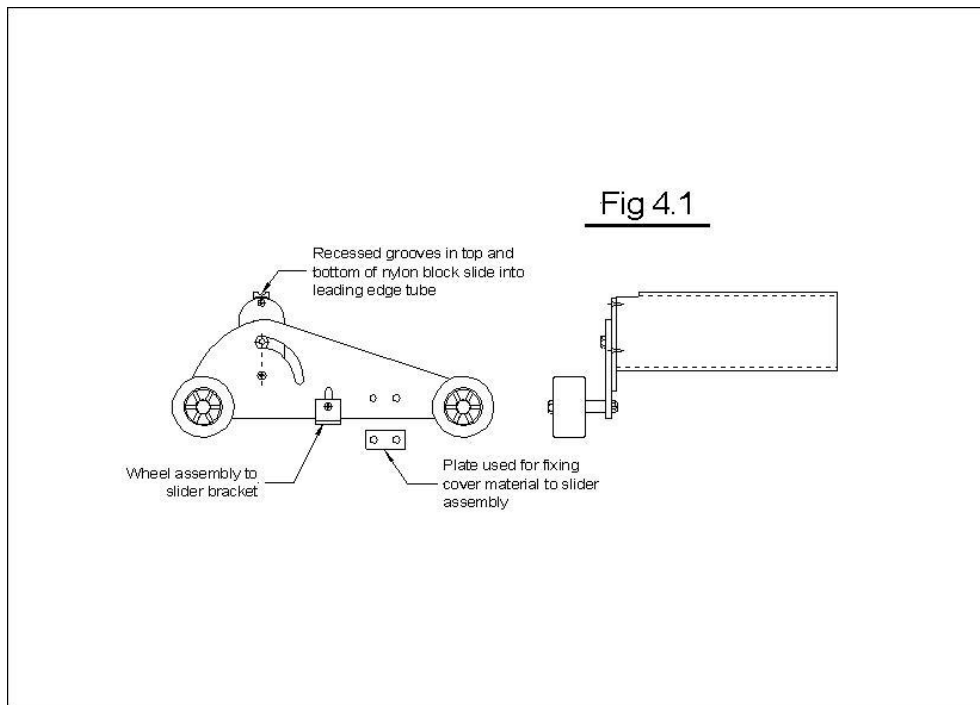 Fig 4.1
Recessed grooves in top and
bottom of nylon block slide into
leading edge tube
Wheel assembly to
slider bracket
Plate used for fixing
cover material to slider
assembly